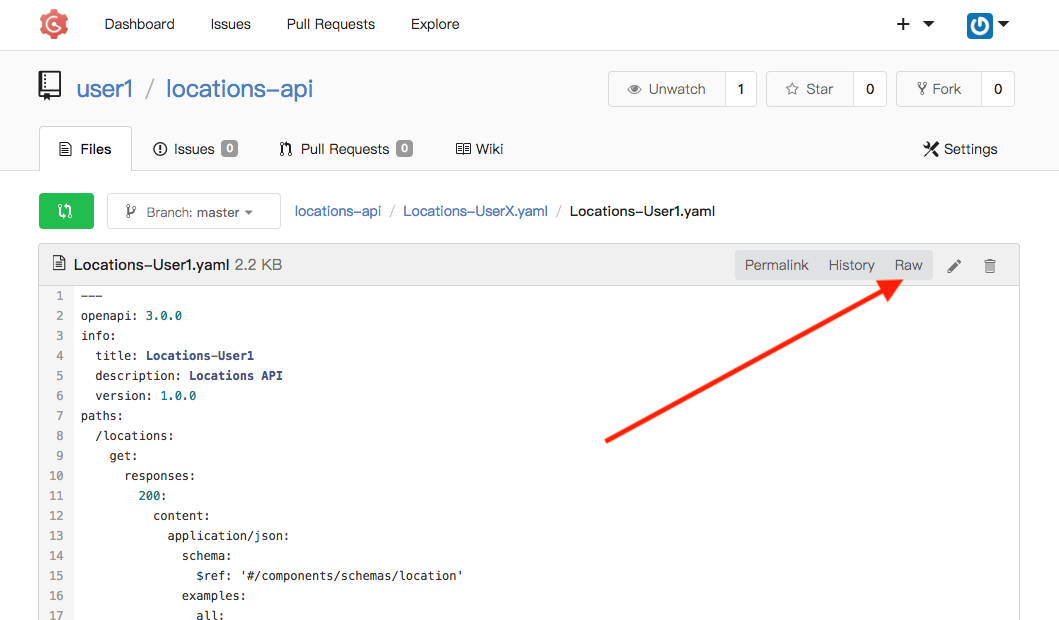 Dashboard Issues Pull Requests Explore
user1 / locations-api Unwatch 1 Star 0 Fork 0
Files Issues 0 Pull Requests 0 Wiki Settings
Branch: master locations-api / Locations-UserX.yaml / Locations-User1.yaml
Locations-User1.yaml 2.2 KB Permalink History Raw
1 ---
2 openapi: 3.0.0
3 info:
4 title: Locations-User1
5 description: Locations API
6 version: 1.0.0
7 paths:
8 /locations:
9 get:
10 responses:
11 200:
12 content:
13 application/json:
14 schema:
15 $ref: '#/components/schemas/location'
16 examples:
17 all: